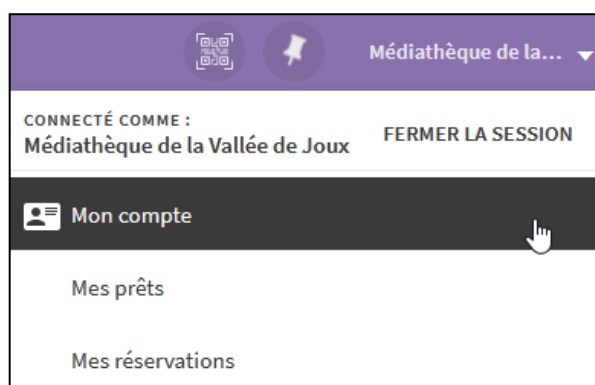 Médiathèque de la...
CONNECTÉ COMME :
Médiathèque de la Vallée de Joux
FERMER LA SESSION
Mon compte
Mes prêts
Mes réservations